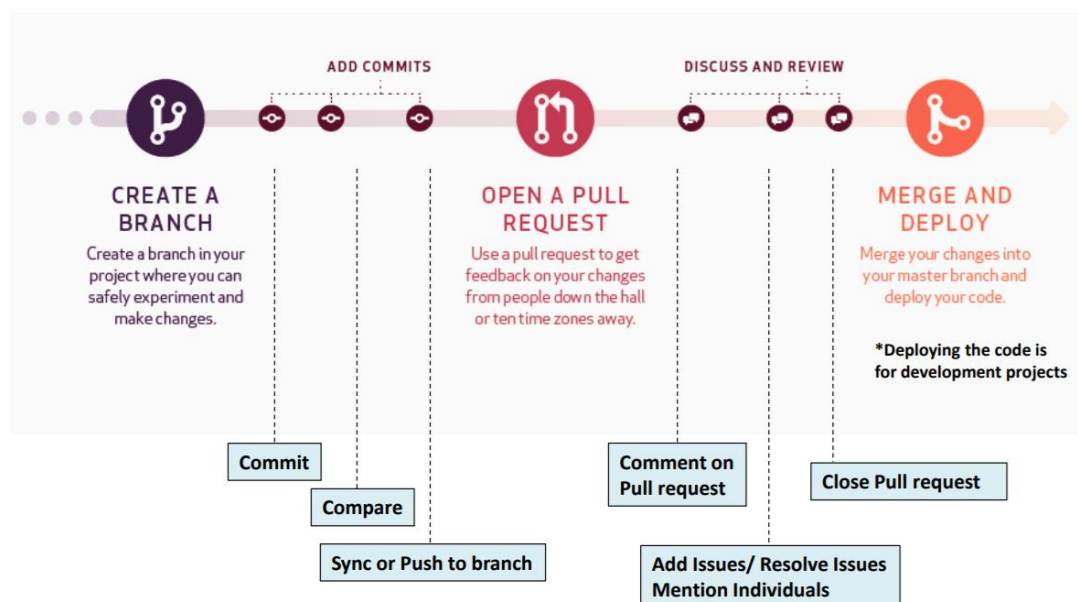 ADD COMMITS
DISCUSS AND REVIEW
CREATE A
BRANCH
Create a branch in your
project where you can
safely experiment and
make changes.
OPEN A PULL
REQUEST
Use a pull request to get
feedback on your changes
from people down the hall
or ten time zones away.
MERGE AND
DEPLOY
Merge your changes into
your master branch and
deploy your code.
*Deploying the code is
for development projects
Commit
Compare
Sync or Push to branch
Comment on
Pull request
Add Issues/ Resolve Issues
Mention Individuals
Close Pull request